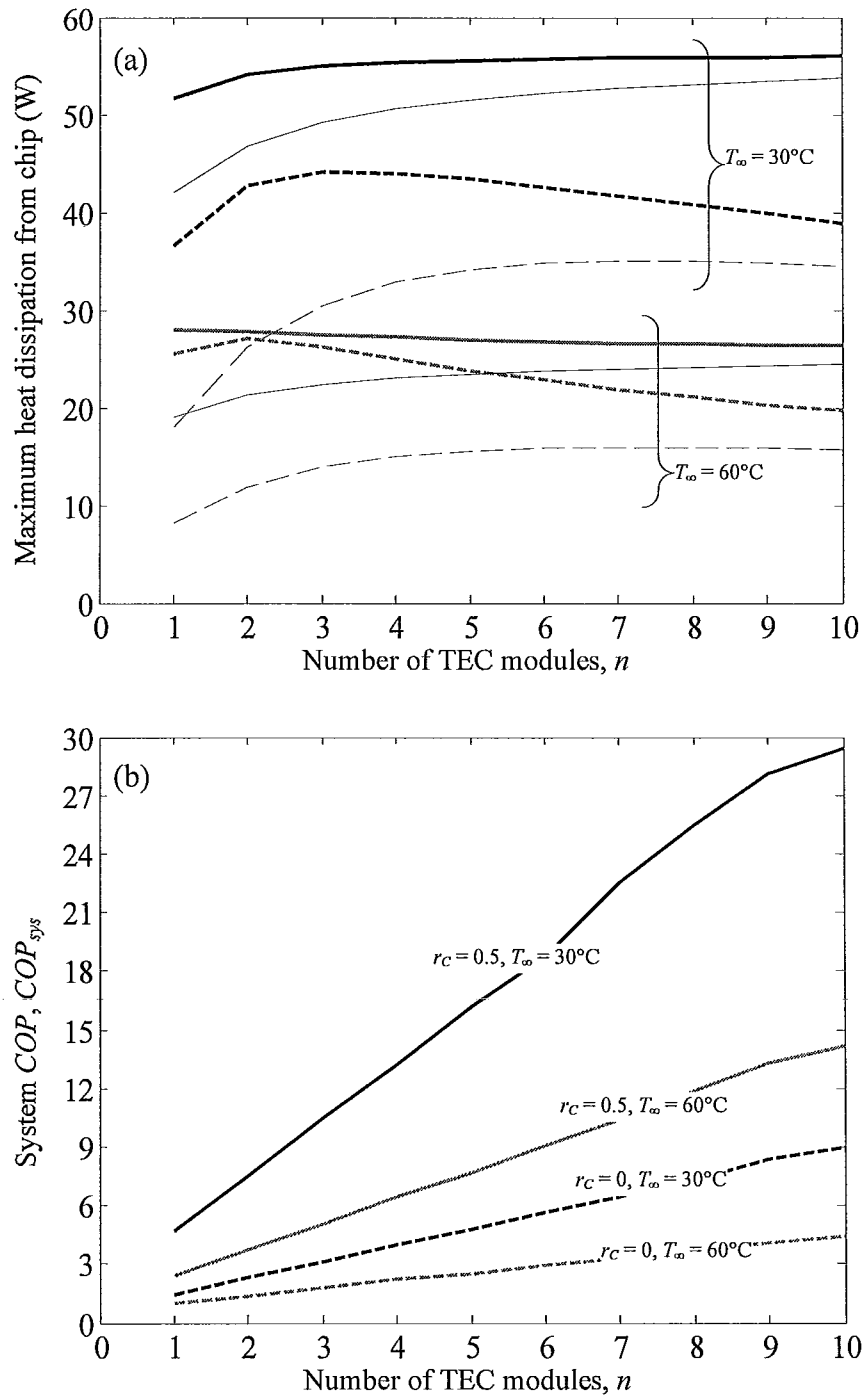 (a)
Maximum heat dissipation from chip (W)
60
50
40
30
20
10
0
T∞ = 30°C
T∞ = 60°C
0 1 2 3 4 5 6 7 8 9 10
Number of TEC modules, n
(b)
System COP, COPsys
30
27
24
21
18
15
12
9
6
3
0
rC = 0.5, T∞ = 30°C
rC = 0.5, T∞ = 60°C
rC = 0, T∞ = 30°C
rC = 0, T∞ = 60°C
0 1 2 3 4 5 6 7 8 9 10
Number of TEC modules, n